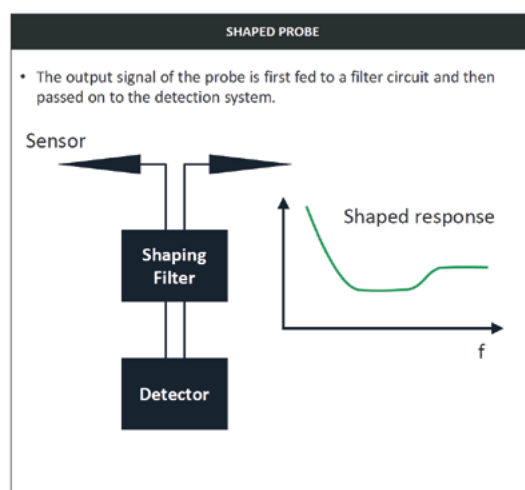 SHAPED PROBE
• The output signal of the probe is first fed to a filter circuit and then
passed on to the detection system.
Sensor
Shaped response
Shaping
Filter
f
Detector